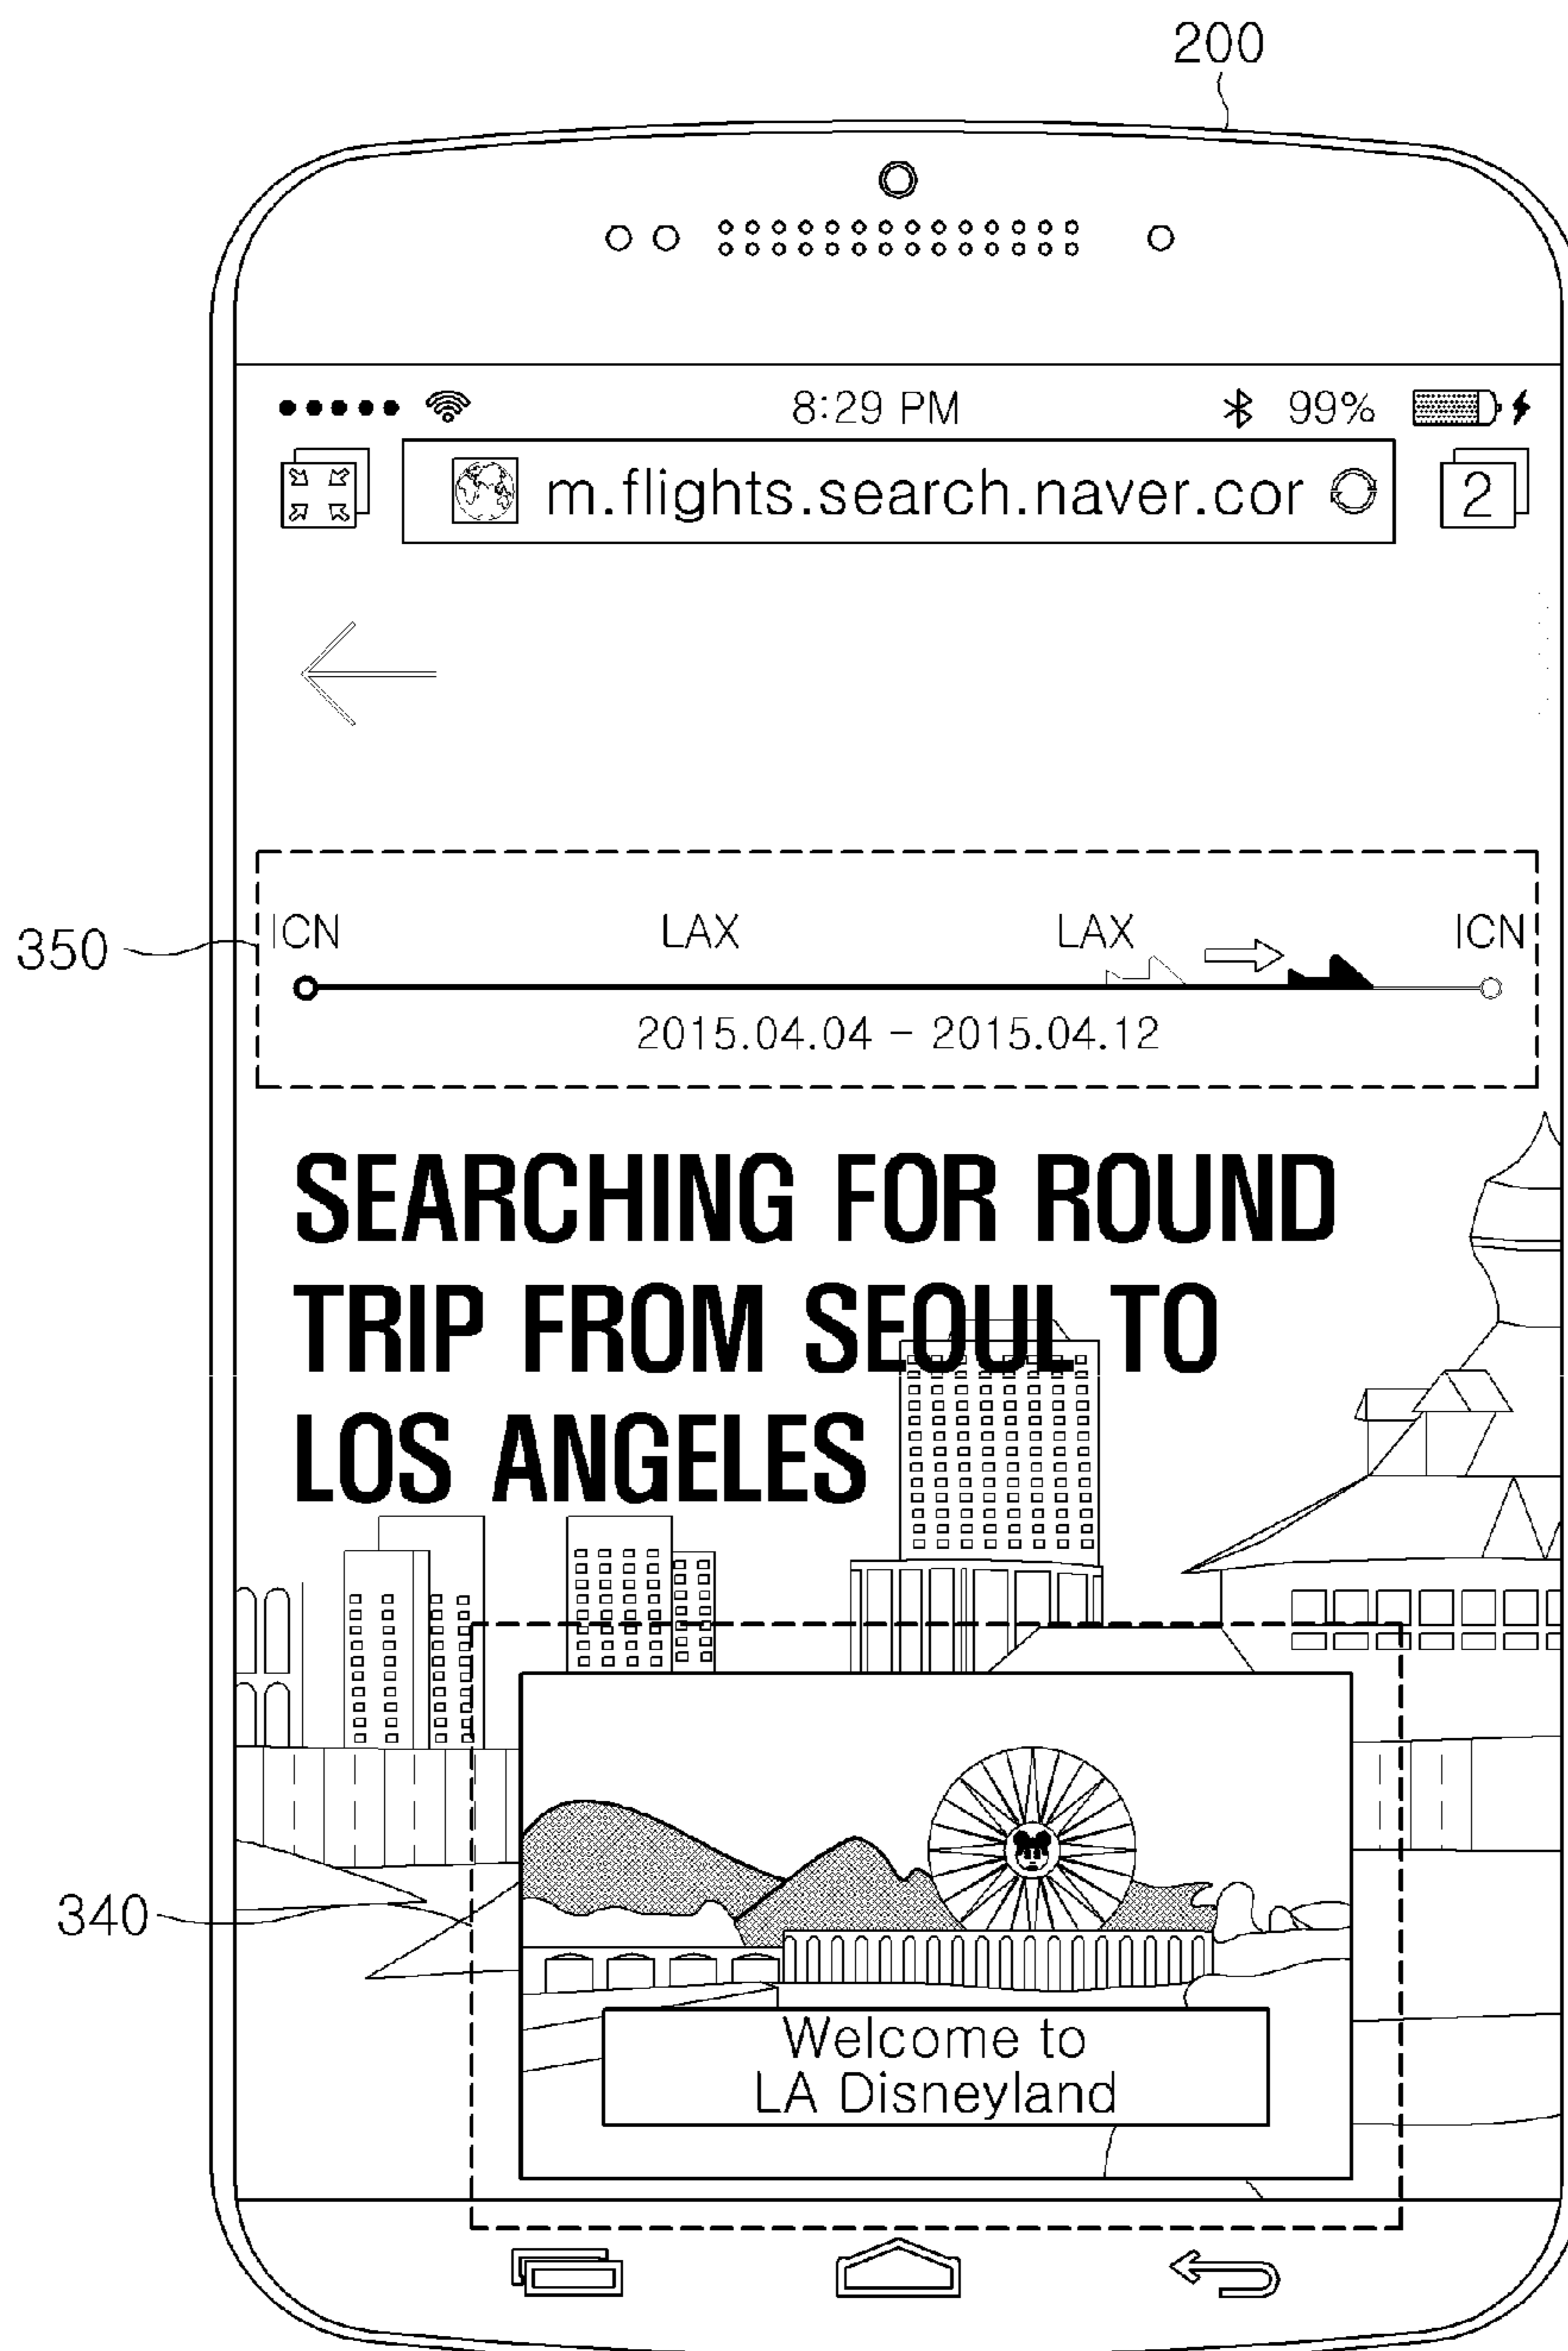 200
8:29 PM 99%
m.flights.search.naver.cor 2
350
ICN LAX LAX ICN
2015.04.04 - 2015.04.12
SEARCHING FOR ROUND
TRIP FROM SEOUL TO
LOS ANGELES
340
Welcome to
LA Disneyland